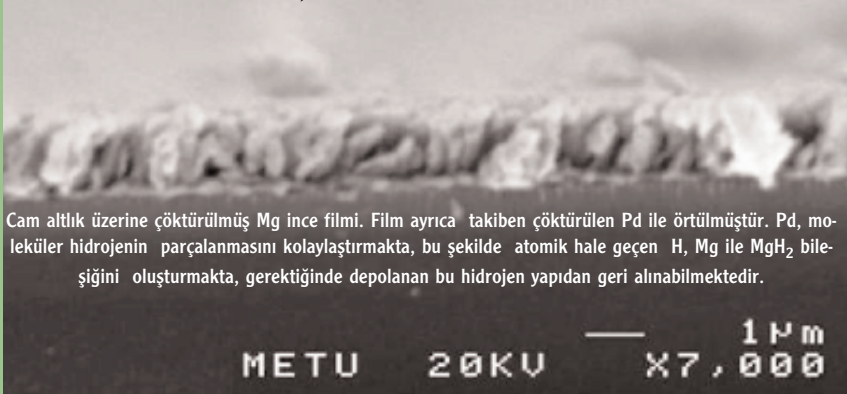 Cam altlık üzerine çöktürülmüş Mg ince filmi. Film ayrıca takiben çöktürülen Pd ile örtülmüştür. Pd, mo-
leküler hidrojenin parçalanmasını kolaylaştırmakta, bu şekilde atomik hale geçen H, Mg ile MgH₂ bile-
şiğini oluşturmakta, gerektiğinde depolanan bu hidrojen yapıdan geri alınabilmektedir.
1µm
METU 20KV X7,000